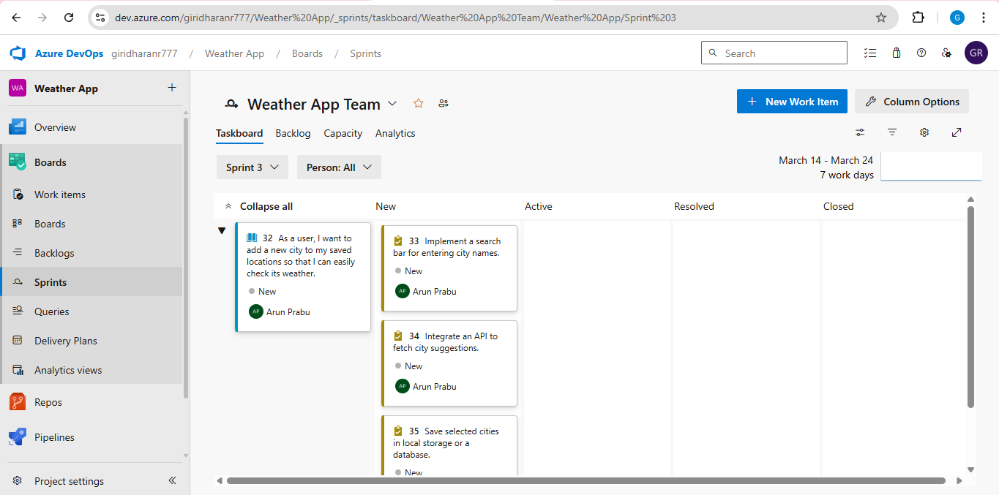 dev.azure.com/giridharanr777/Weather%20App/_sprints/taskboard/Weather%20App%20Team/Weather%20App/Sprint%203
G
Azure DevOps giridharanr777 / Weather App / Boards / Sprints
Search
GR
WA Weather App
Overview
Boards
Work items
Boards
Backlogs
Sprints
Queries
Delivery Plans
Analytics views
Repos
Pipelines
Project settings
Weather App Team
New Work Item
Column Options
Taskboard Backlog Capacity Analytics
Sprint 3
Person: All
March 14 - March 24
7 work days
Collapse all New Active Resolved Closed
32 As a user, I want to
add a new city to my saved
locations so that I can easily
check its weather.
New
AP Arun Prabu
33 Implement a search
bar for entering city names.
New
AP Arun Prabu
34 Integrate an API to
fetch city suggestions.
New
AP Arun Prabu
35 Save selected cities
in local storage or a
database.
New